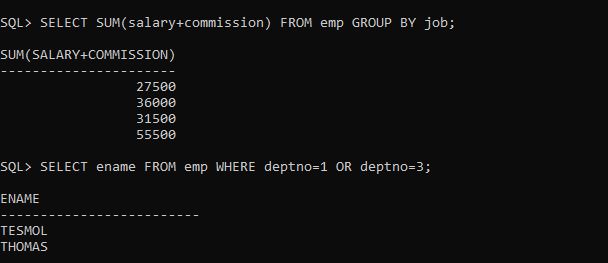 SQL> SELECT SUM(salary+commission) FROM emp GROUP BY job;
SUM(SALARY+COMMISSION)
----------------------
27500
36000
31500
55500
SQL> SELECT ename FROM emp WHERE deptno=1 OR deptno=3;
ENAME
-------------------------
TESMOL
THOMAS